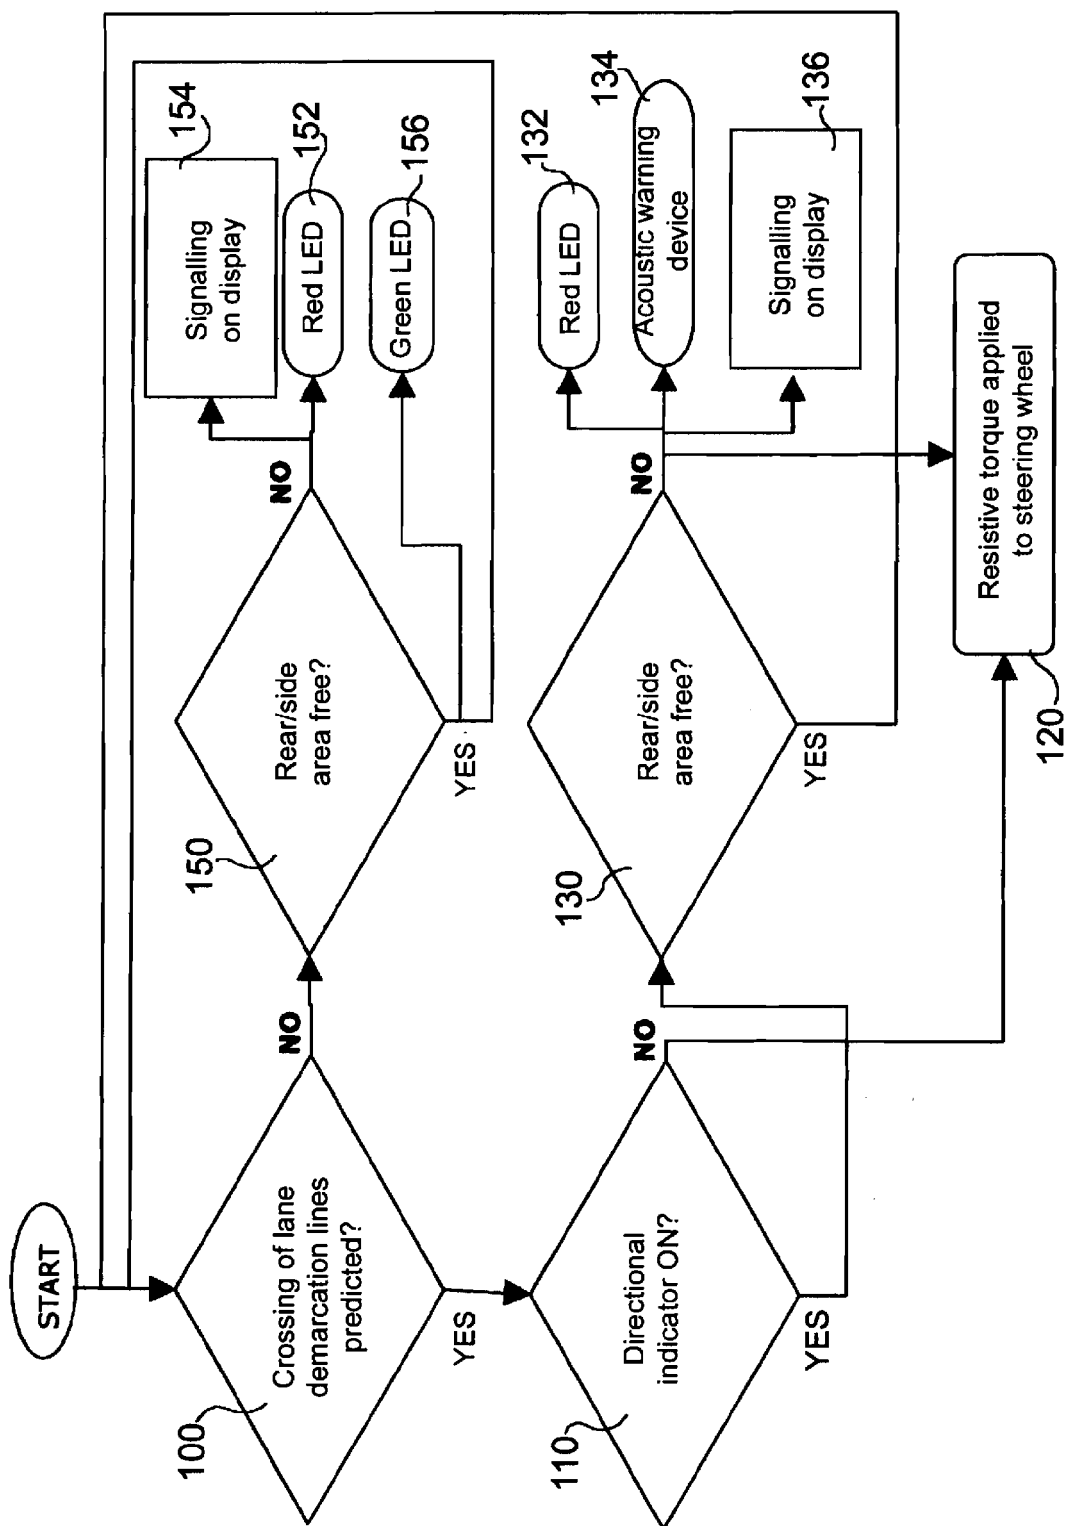 START
100
Crossing of lane
demarcation lines
predicted?
NO
YES
150
Rear/side
area free?
NO
YES
154
Signalling
on display
152
Red LED
156
Green LED
110
Directional
indicator ON?
NO
YES
130
Rear/side
area free?
NO
YES
132
Red LED
134
Acoustic warning
device
136
Signalling
on display
120
Resistive torque applied
to steering wheel